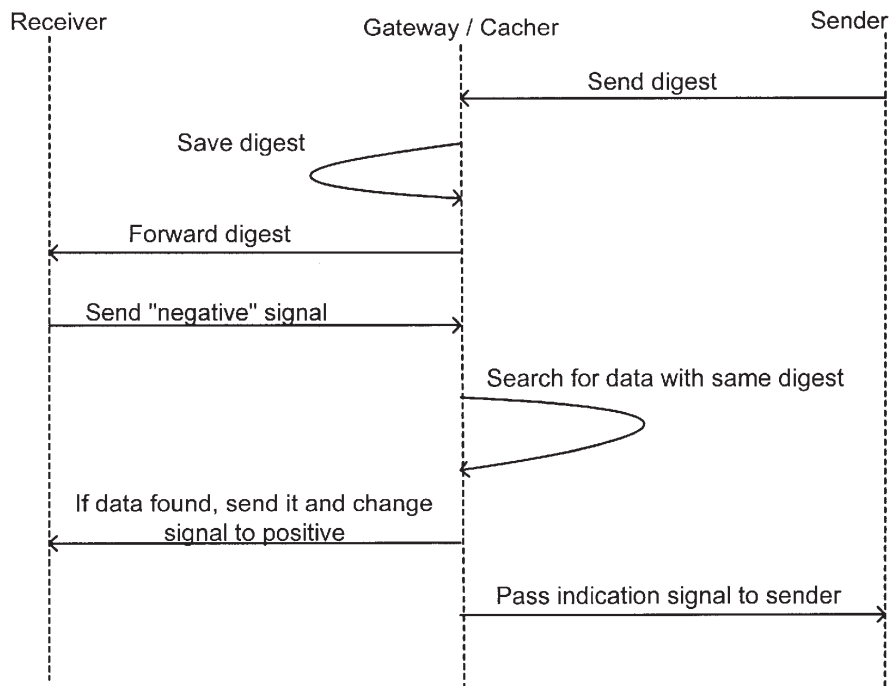 Receiver
Gateway / Cacher
Sender
Send digest
Save digest
Forward digest
Send "negative" signal
Search for data with same digest
If data found, send it and change
signal to positive
Pass indication signal to sender